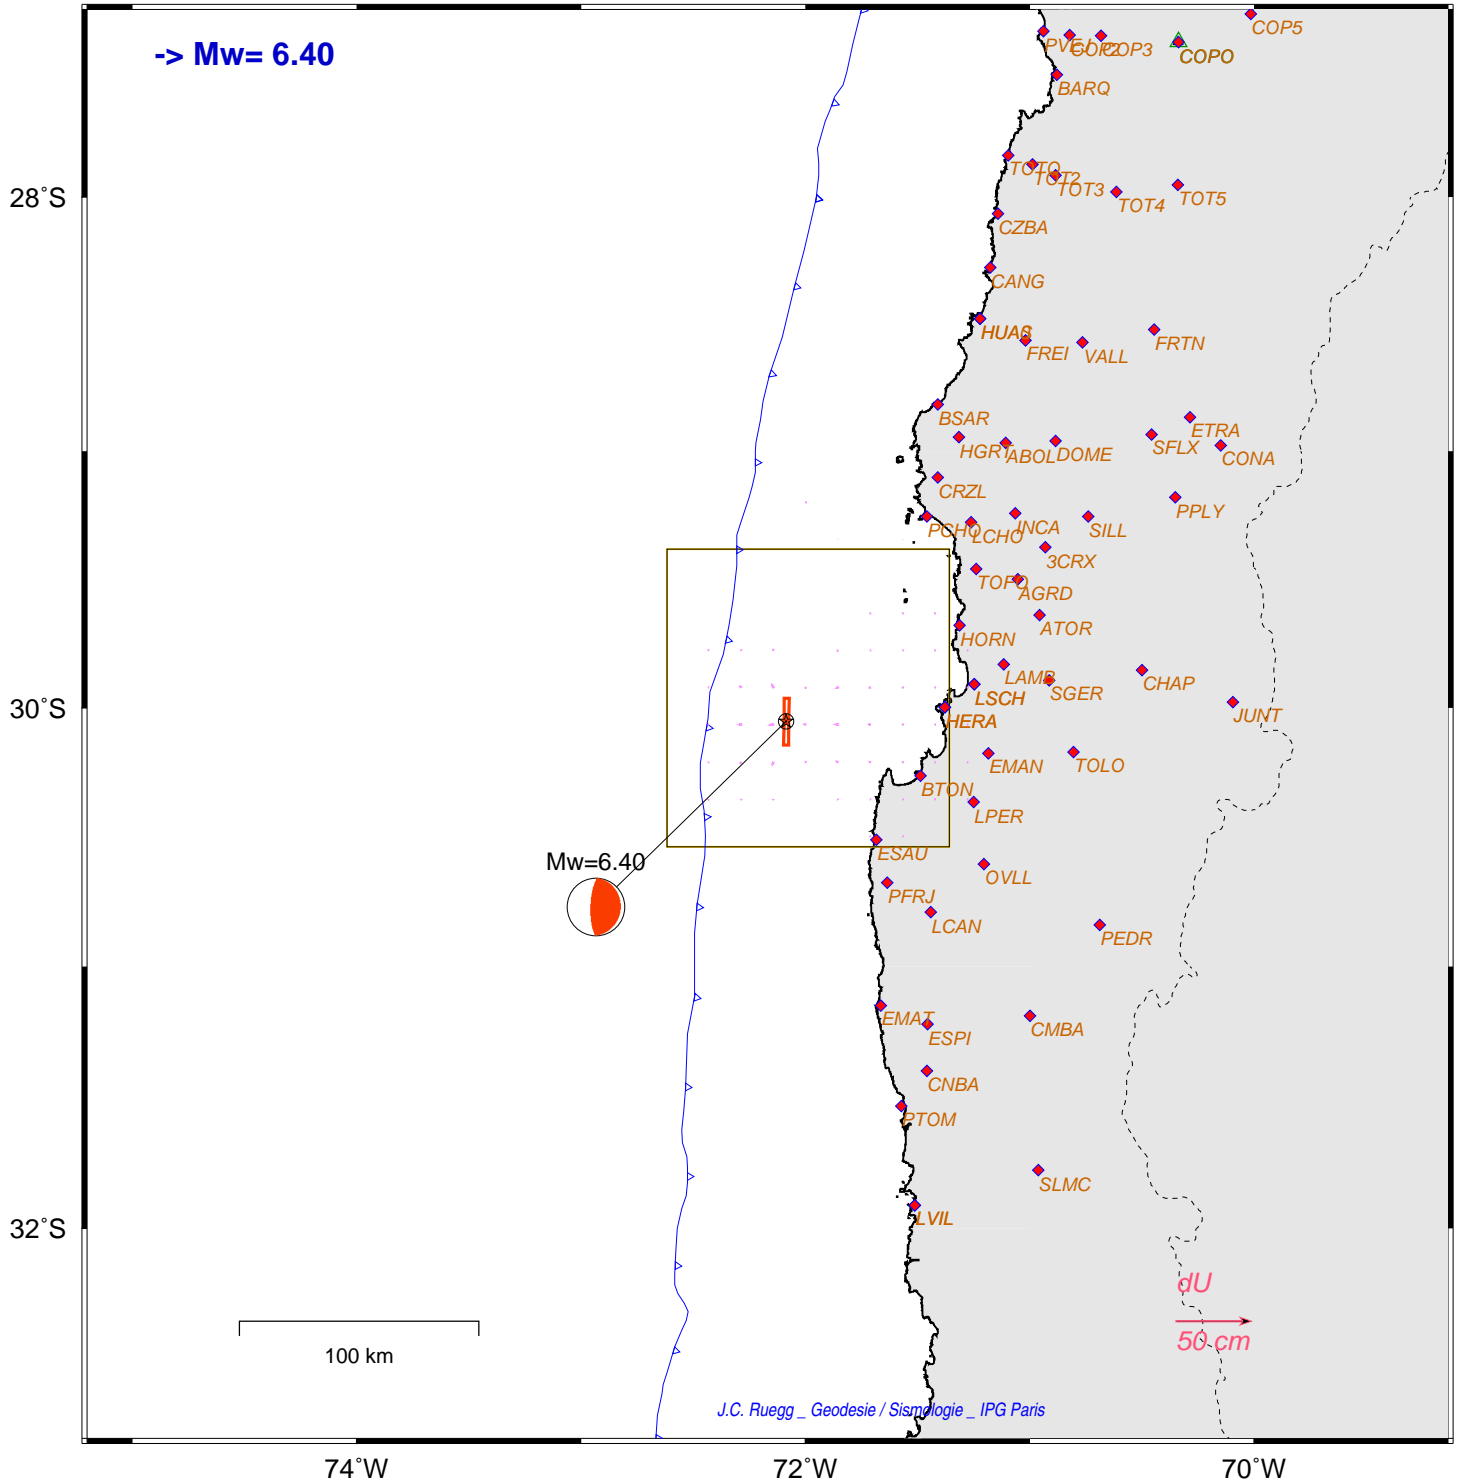 COP5
-> Mw= 6.40
PVEJ
COP2
COP3
COPO
BARQ
TOTO
TOT2
TOT3
TOT4
TOT5
28°S
CZBA
CANG
FREI
VALL
FRTN
BSAR
ETRA
HGRT
ABOL
DOME
SFLX
CONA
CRZL
PPLY
PCHO
LCHO
INCA
SILL
3CRX
TOFO
AGRD
HORN
ATOR
LAMB
SGER
CHAP
LSCH
JUNT
30°S
HERA
EMAN
TOLO
BTON
LPER
ESAU
Mw=6.40
OVLL
PFRJ
LCAN
PEDR
EMAT
ESPI
CMBA
CNBA
PTOM
SLMC
LVIL
32°S
dU
50 cm
100 km
J.C. Ruegg _ Geodesie / Sismologie _ IPG Paris
74°W
72°W
70°W